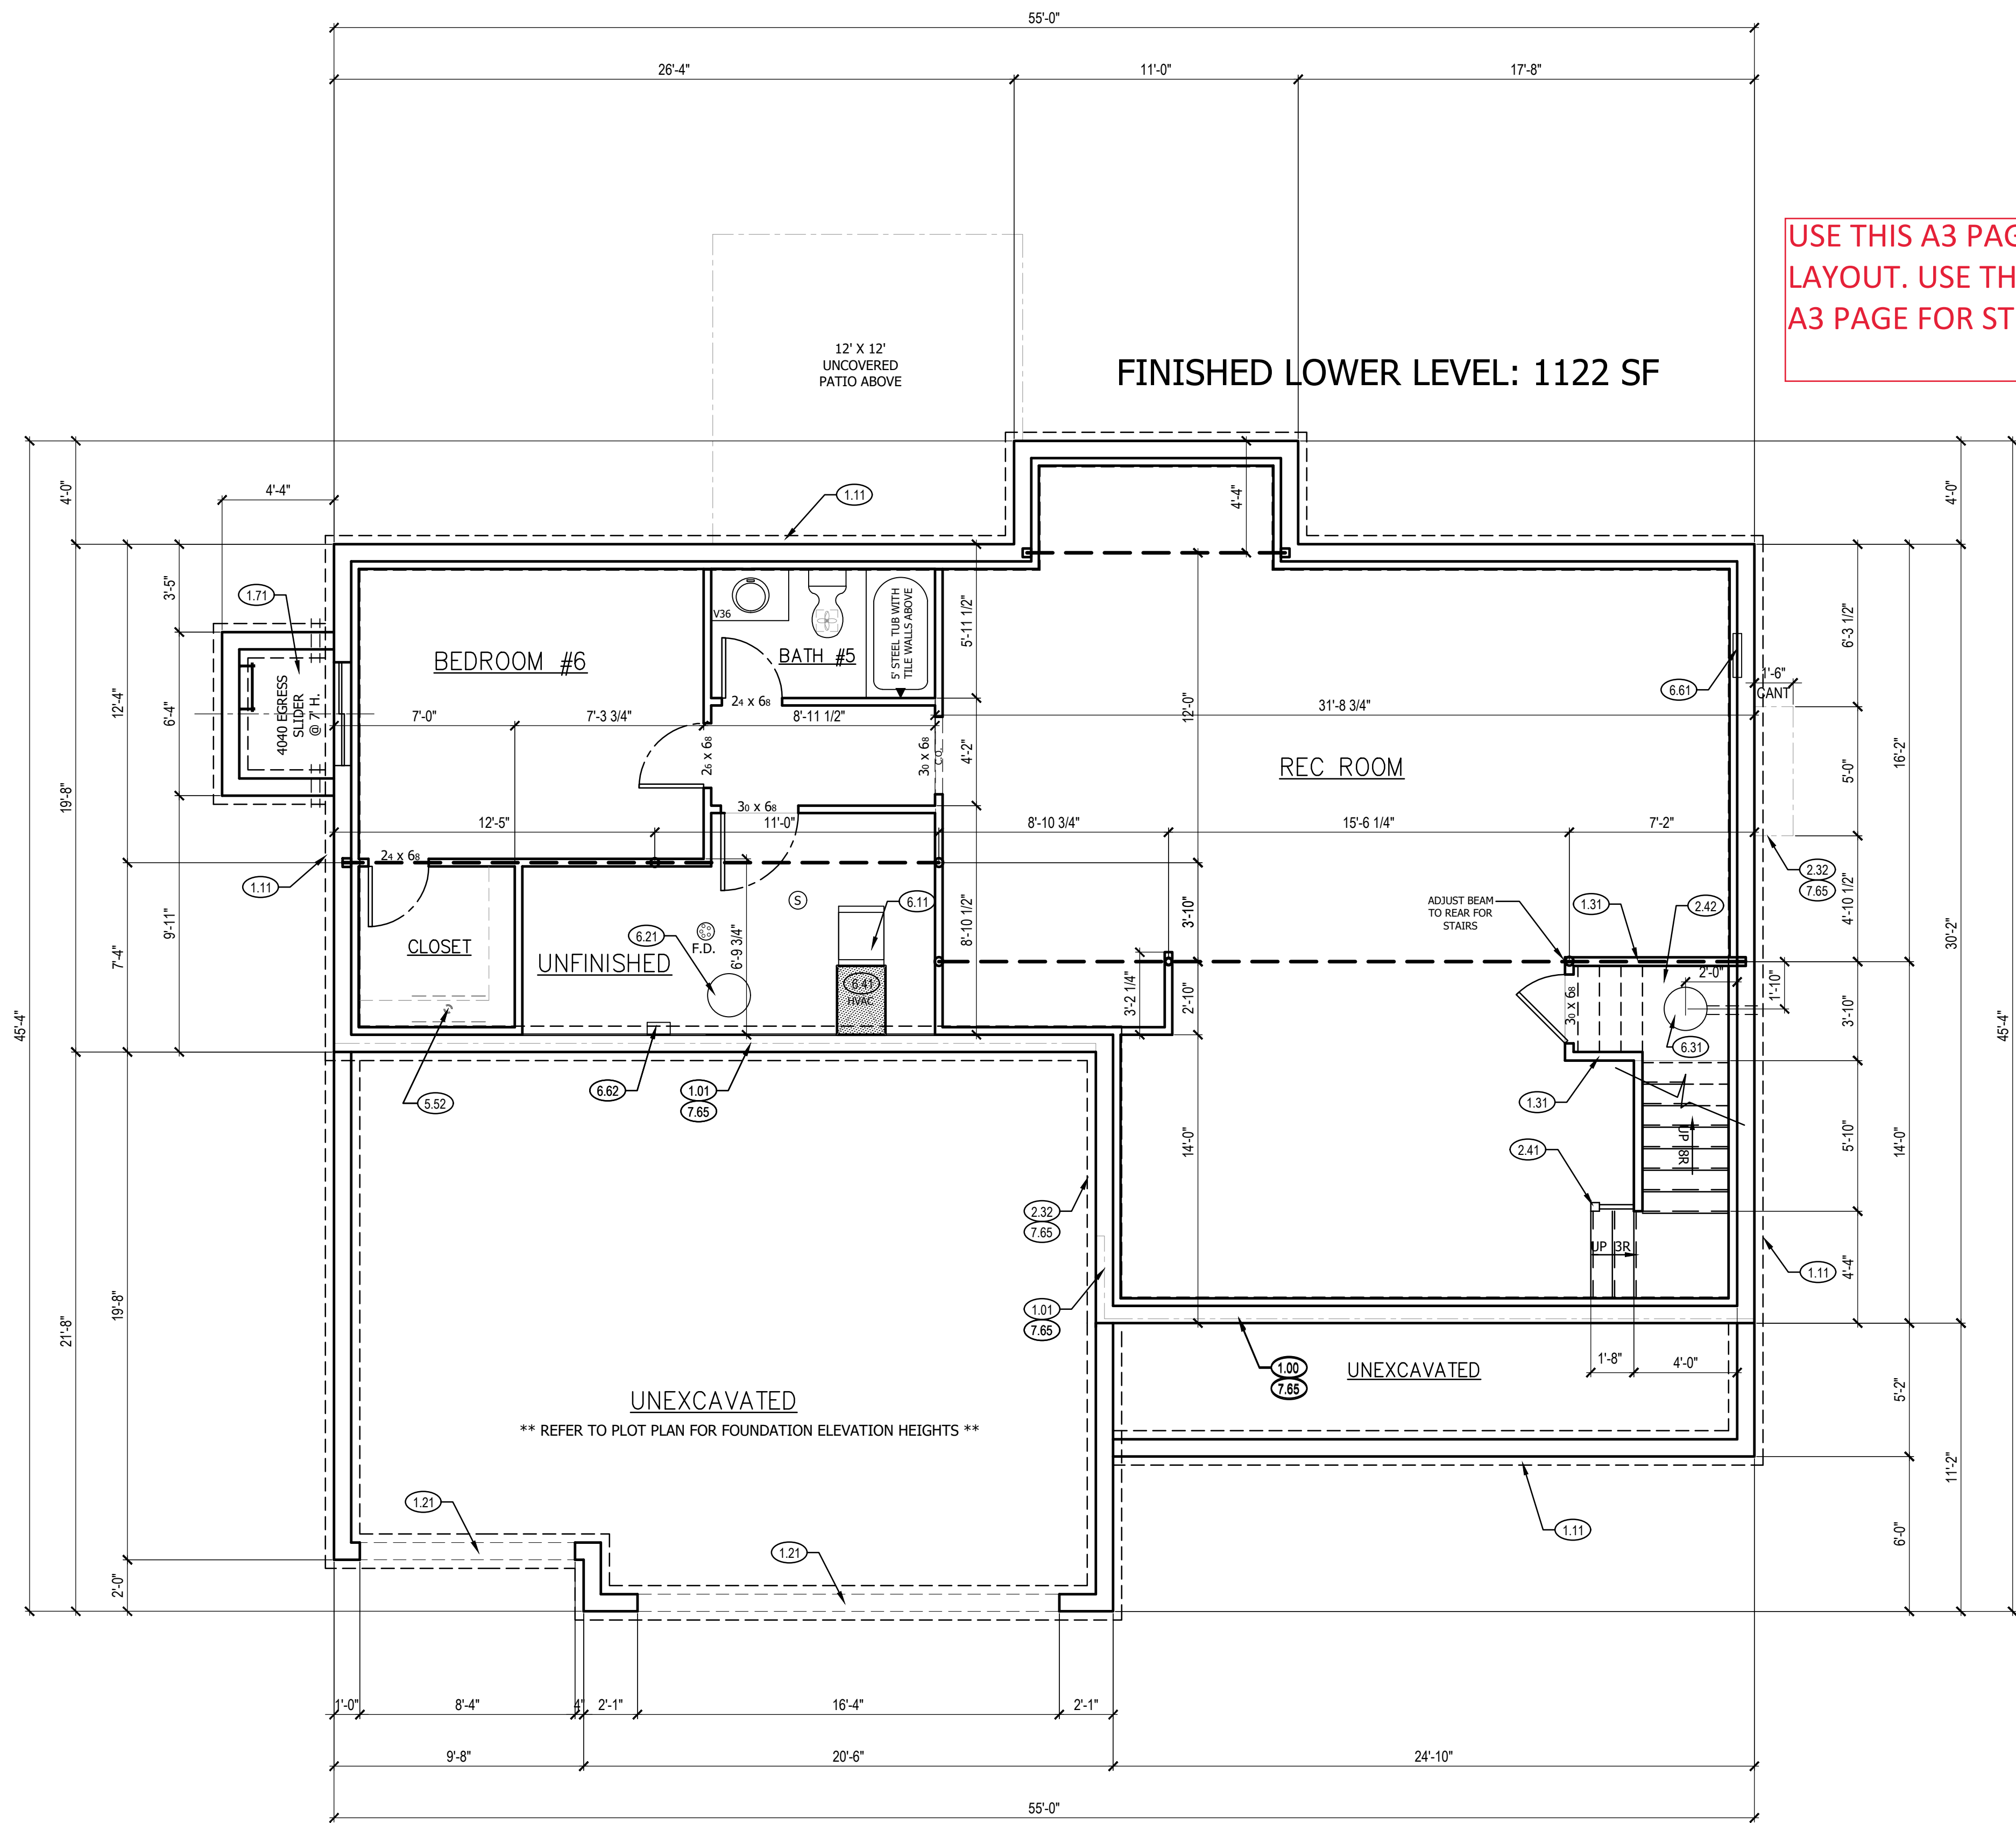 55'-0"
26'-4"
11'-0"
17'-8"
USE THIS A3 PAG
LAYOUT. USE TH
A3 PAGE FOR ST
12' X 12'
UNCOVERED
PATIO ABOVE
FINISHED LOWER LEVEL: 1122 SF
4'-0"
4'-4"
1.11
4'-4"
4'-0"
3'-5"
1.71
12'-4"
6'-4"
19'-8"
4040 EGRESS
SLIDER
@ 7' H.
BEDROOM #6
V36
BATH #5
5' STEEL TUB WITH
TILE WALLS ABOVE
5'-11 1/2"
24 x 68
7'-0"
7'-3 3/4"
8'-11 1/2"
26 x 68
30 x 68
C.O.
4'-2"
12'-0"
31'-8 3/4"
REC ROOM
6.61
1'-6"
CANT
6'-3 1/2"
16'-2"
5'-0"
30 x 68
12'-5"
11'-0"
8'-10 3/4"
15'-6 1/4"
7'-2"
24 x 68
1.11
2.32
7.65
4'-10 1/2"
30'-2"
45'-4"
45'-4"
9'-11"
7'-4"
CLOSET
S
6.11
6.21
F.D.
6'-9 3/4"
UNFINISHED
6.41
HVAC
8'-10 1/2"
3'-10"
ADJUST BEAM
TO REAR FOR
STAIRS
1.31
2.42
2'-0"
1'-10"
3'-2 1/4"
2'-10"
30 x 68
3'-10"
6.31
5.52
6.62
1.01
7.65
1.31
14'-0"
2.41
UP
8R
5'-10"
14'-0"
2.32
7.65
UP
3R
1.11
4'-4"
1.01
7.65
19'-8"
21'-8"
1.00
7.65
UNEXCAVATED
1'-8"
4'-0"
5'-2"
UNEXCAVATED
** REFER TO PLOT PLAN FOR FOUNDATION ELEVATION HEIGHTS **
11'-2"
1.21
1.21
1.11
6'-0"
2'-0"
1'-0"
8'-4"
4"
2'-1"
16'-4"
2'-1"
9'-8"
20'-6"
24'-10"
55'-0"